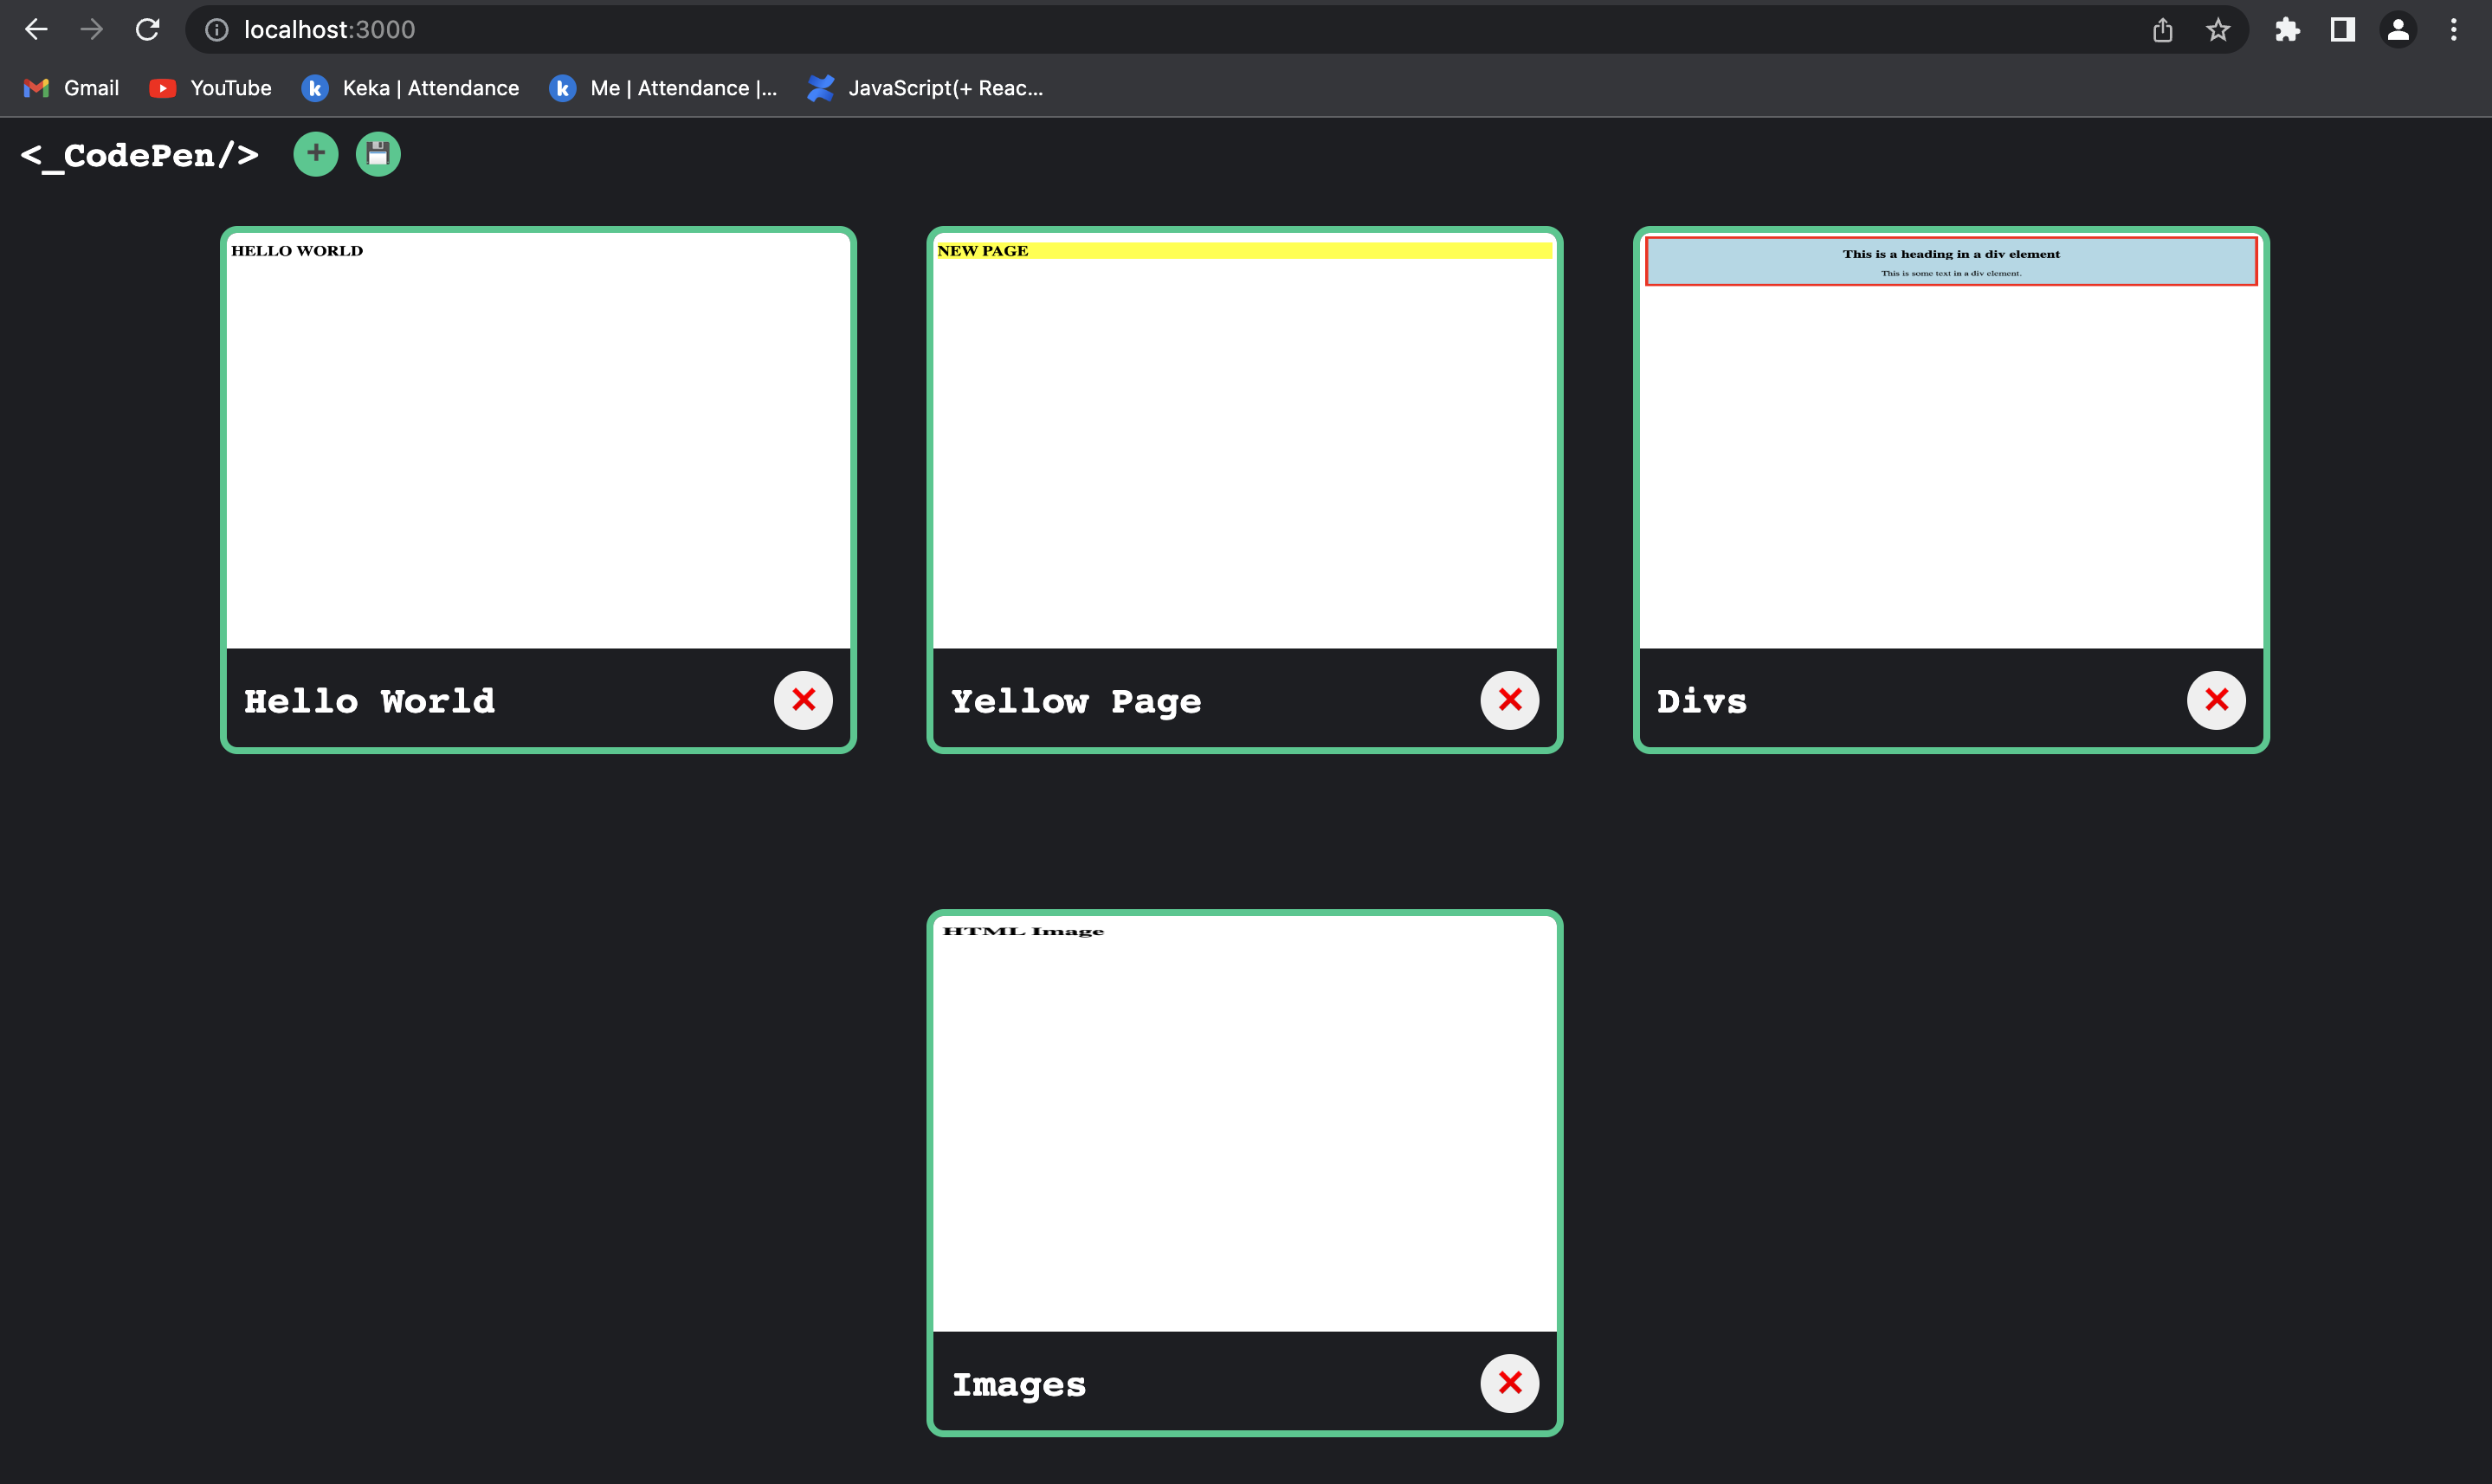 localhost:3000
Gmail YouTube Keka | Attendance Me | Attendance |... JavaScript(+ Reac...
<_CodePen/>
HELLO WORLD
Hello World
NEW PAGE
Yellow Page
This is a heading in a div element
This is some text in a div element.
Divs
HTML Image
Images